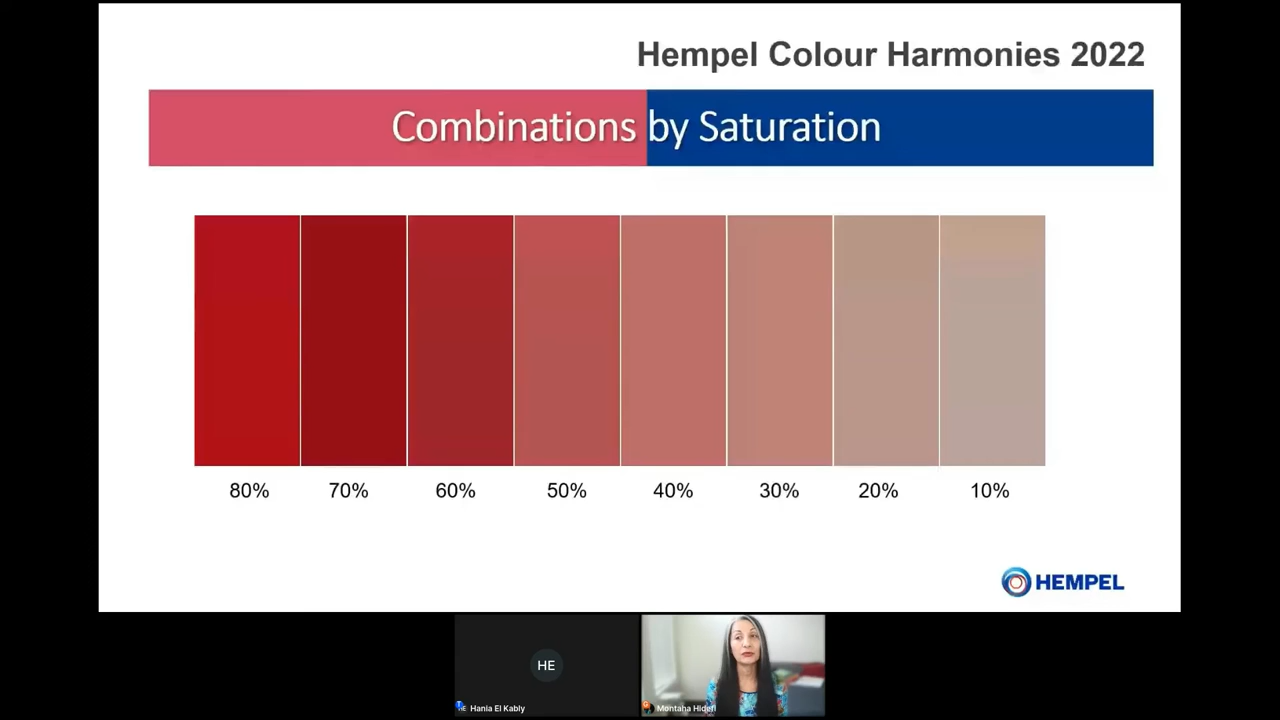 Hempel Colour Harmonies 2022
Combinations by Saturation
80% 70% 60% 50% 40% 30% 20% 10%
HEMPEL
HE
Hania El Kably
Montaha Hidefi